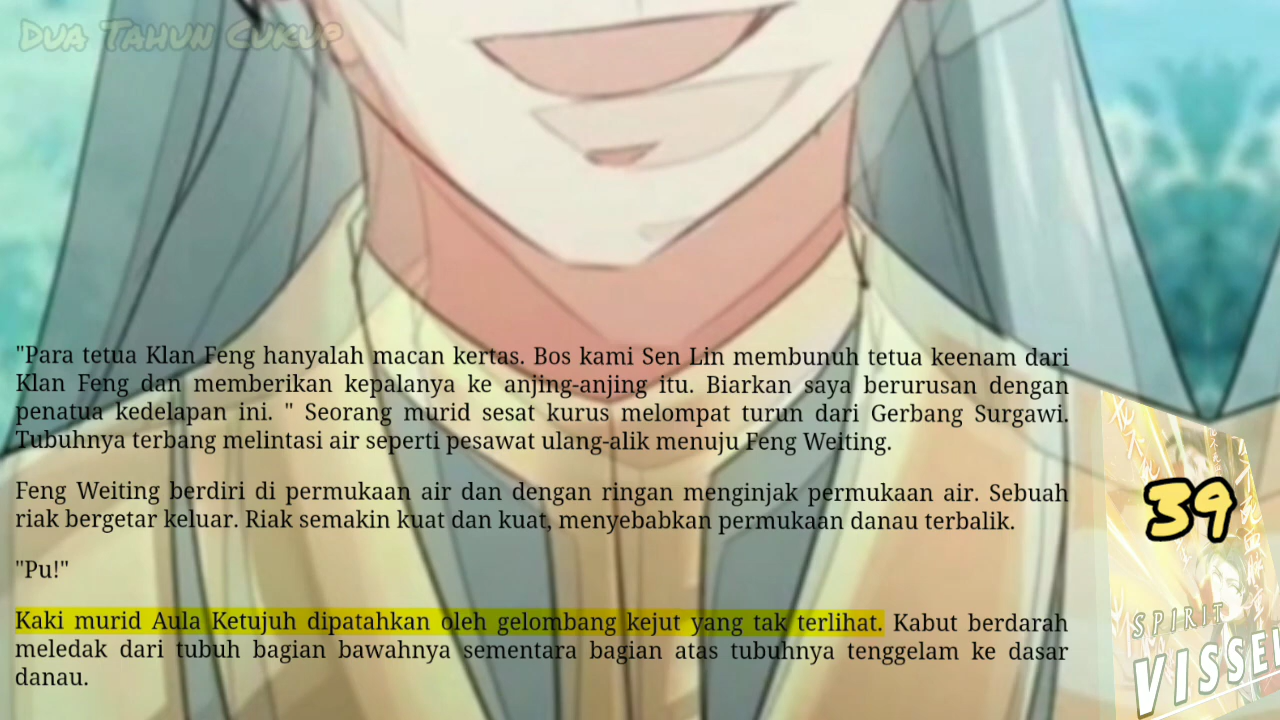 Dua Tahun Cukup
"Para tetua Klan Feng hanyalah macan kertas. Bos kami Sen Lin membunuh tetua keenam dari
Klan Feng dan memberikan kepalanya ke anjing-anjing itu. Biarkan saya berurusan dengan
penatua kedelapan ini. " Seorang murid sesat kurus melompat turun dari Gerbang Surgawi.
Tubuhnya terbang melintasi air seperti pesawat ulang-alik menuju Feng Weiting.
Feng Weiting berdiri di permukaan air dan dengan ringan menginjak permukaan air. Sebuah
riak bergetar keluar. Riak semakin kuat dan kuat, menyebabkan permukaan danau terbalik.
"Pu!"
Kaki murid Aula Ketujuh dipatahkan oleh gelombang kejut yang tak terlihat. Kabut berdarah
meledak dari tubuh bagian bawahnya sementara bagian atas tubuhnya tenggelam ke dasar
danau.
39
SPIRIT
VISSEL